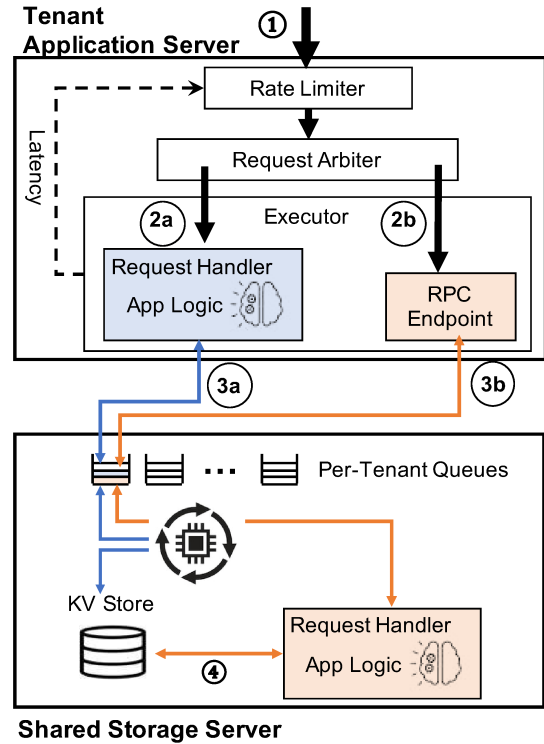 Tenant
Application Server
①
Rate Limiter
Latency
Request Arbiter
2a
Executor
2b
Request Handler
App Logic
RPC
Endpoint
3a
3b
Per-Tenant Queues
...
KV Store
Request Handler
App Logic
④
Shared Storage Server